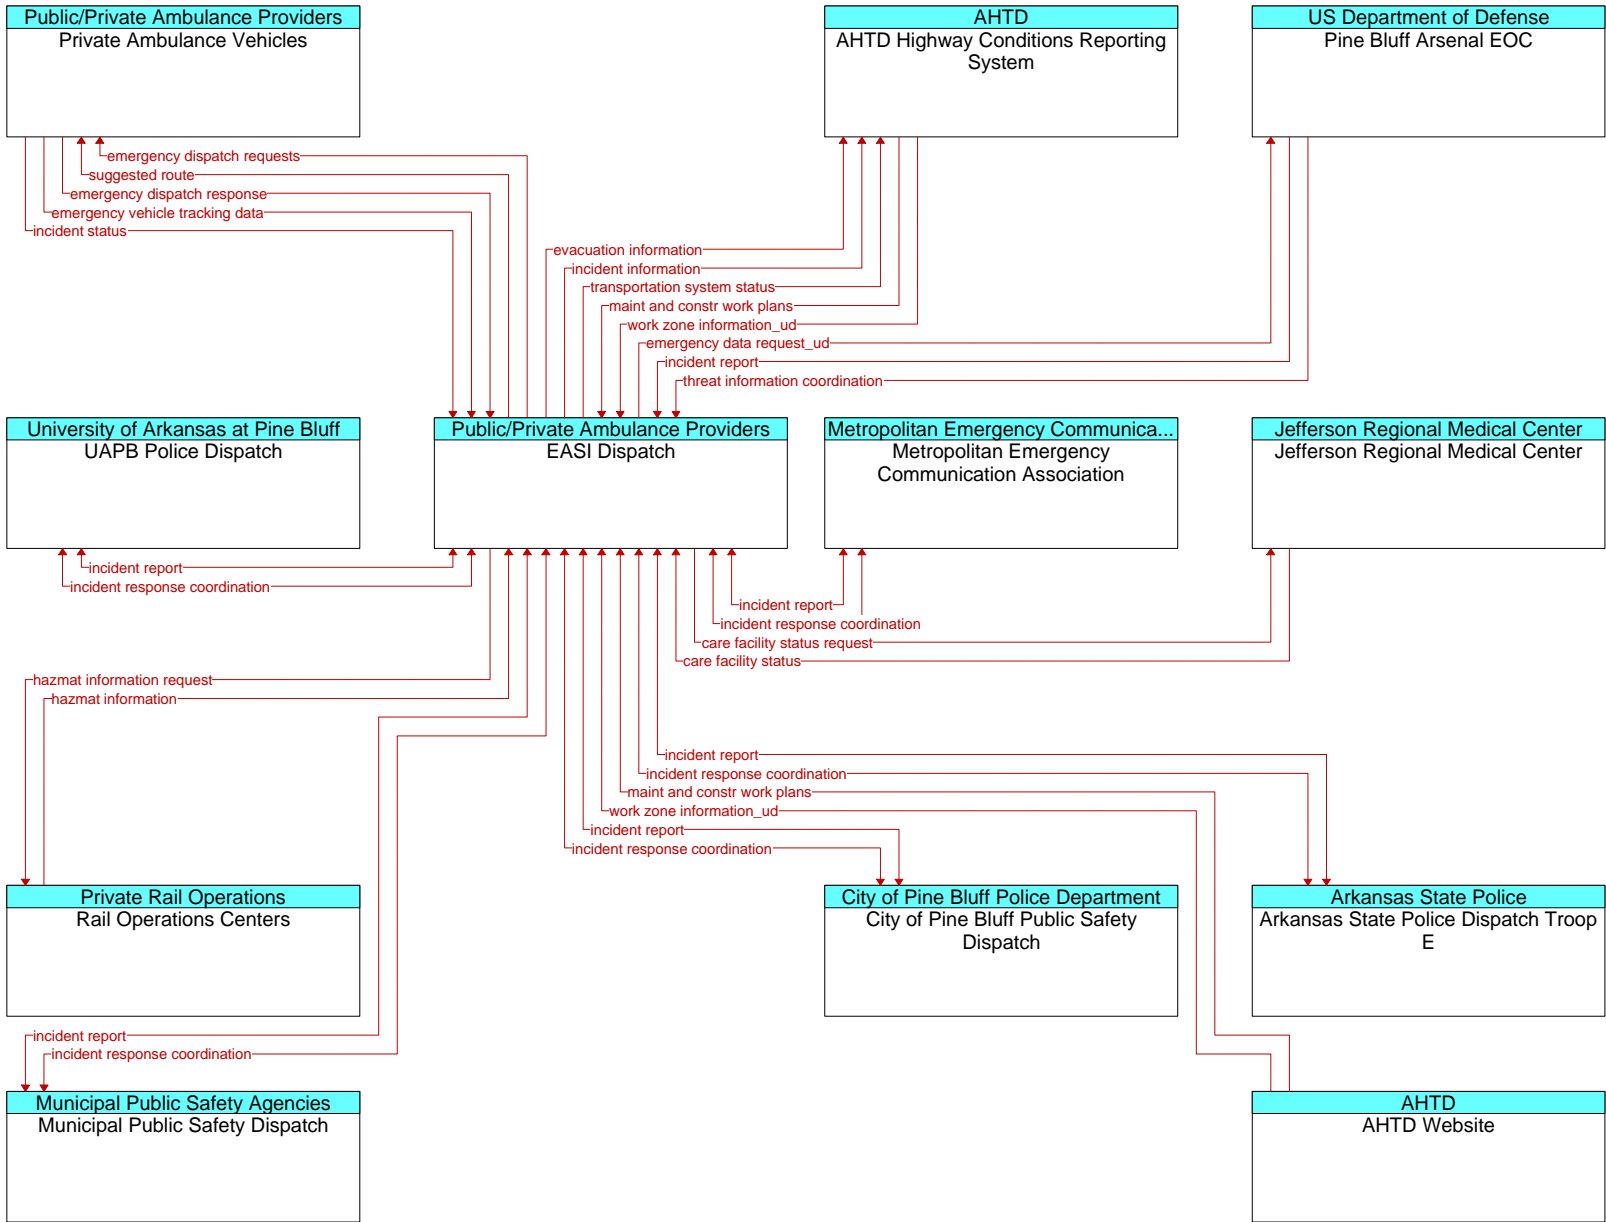 Public/Private Ambulance Providers
Private Ambulance Vehicles
AHTD
AHTD Highway Conditions Reporting
System
US Department of Defense
Pine Bluff Arsenal EOC
emergency dispatch requests
suggested route
emergency dispatch response
emergency vehicle tracking data
incident status
evacuation information
incident information
transportation system status
maint and constr work plans
work zone information_ud
emergency data request_ud
incident report
threat information coordination
University of Arkansas at Pine Bluff
UAPB Police Dispatch
Public/Private Ambulance Providers
EASI Dispatch
Metropolitan Emergency Communica...
Metropolitan Emergency
Communication Association
Jefferson Regional Medical Center
Jefferson Regional Medical Center
incident report
incident response coordination
incident report
incident response coordination
care facility status request
care facility status
hazmat information request
hazmat information
incident report
incident response coordination
maint and constr work plans
work zone information_ud
incident report
incident response coordination
Private Rail Operations
Rail Operations Centers
City of Pine Bluff Police Department
City of Pine Bluff Public Safety
Dispatch
Arkansas State Police
Arkansas State Police Dispatch Troop
E
incident report
incident response coordination
Municipal Public Safety Agencies
Municipal Public Safety Dispatch
AHTD
AHTD Website